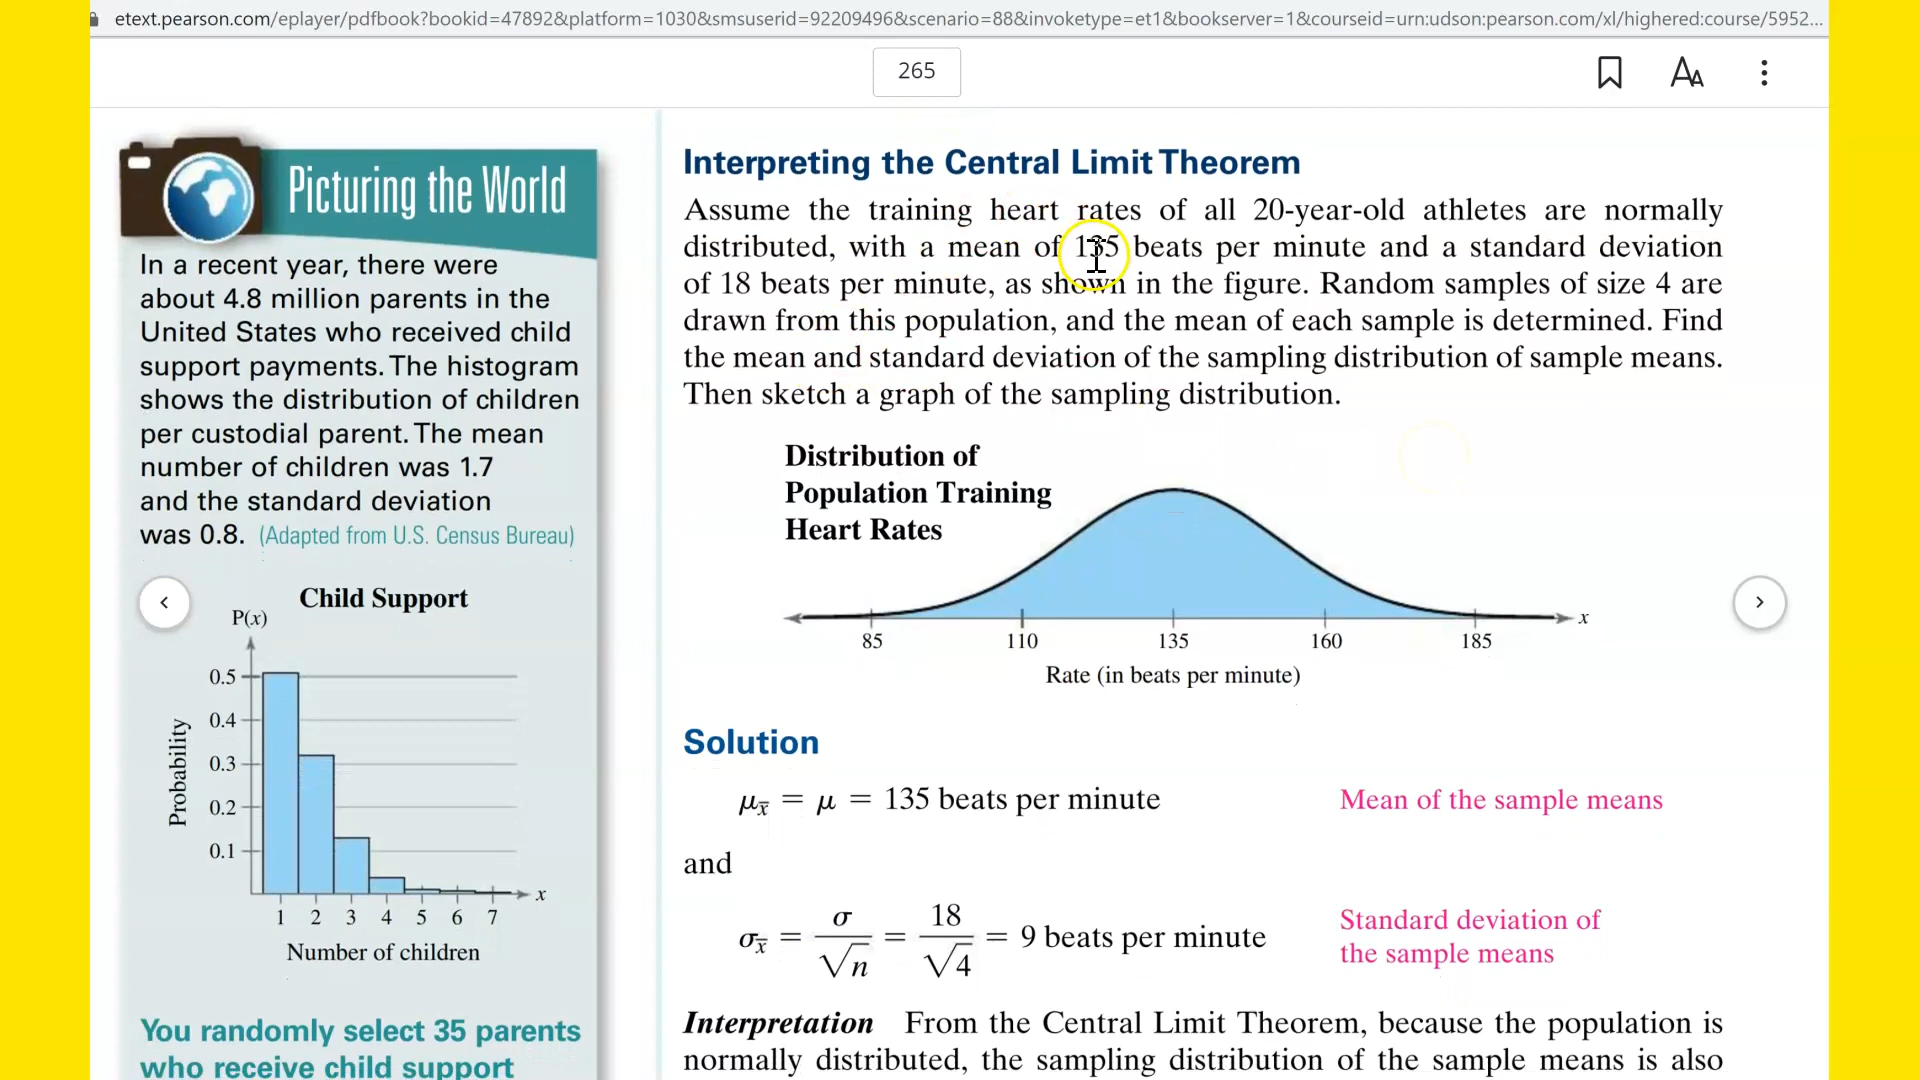 etext.pearson.com/eplayer/pdfbook?bookid=47892&platform=1030&smsuserid=92209496&scenario=88&invoketype=et1&bookserver=1&courseid=urn:udson:pearson.com/xl/highered:course/5952...
265
Picturing the World
In a recent year, there were
about 4.8 million parents in the
United States who received child
support payments. The histogram
shows the distribution of children
per custodial parent. The mean
number of children was 1.7
and the standard deviation
was 0.8. (Adapted from U.S. Census Bureau)
Child Support
P(x)
0.5
0.4
0.3
0.2
0.1
Probability
x
1 2 3 4 5 6 7
Number of children
You randomly select 35 parents
who receive child support
Interpreting the Central Limit Theorem
Assume the training heart rates of all 20-year-old athletes are normally
distributed, with a mean of 135 beats per minute and a standard deviation
of 18 beats per minute, as shown in the figure. Random samples of size 4 are
drawn from this population, and the mean of each sample is determined. Find
the mean and standard deviation of the sampling distribution of sample means.
Then sketch a graph of the sampling distribution.
Distribution of
Population Training
Heart Rates
x
85 110 135 160 185
Rate (in beats per minute)
Solution
μx̅ = μ = 135 beats per minute Mean of the sample means
and
σx̅ = σ/√n = 18/√4 = 9 beats per minute
Standard deviation of
the sample means
Interpretation From the Central Limit Theorem, because the population is
normally distributed, the sampling distribution of the sample means is also